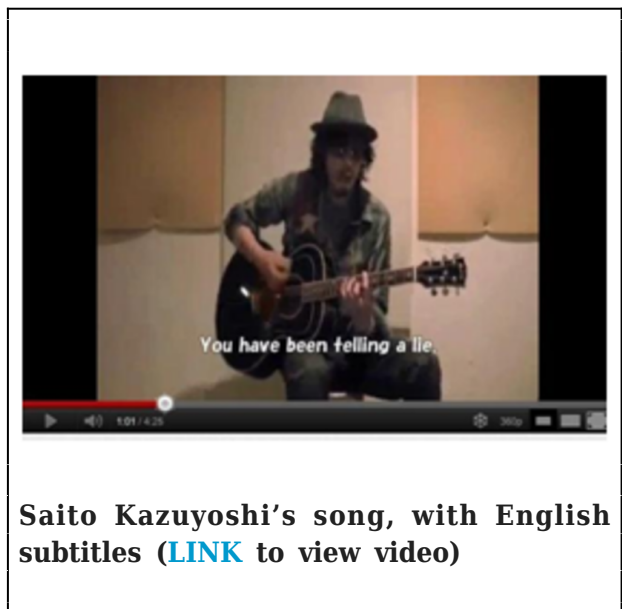 You have been telling a lie.
1:01 / 4:25
360p
Saito Kazuyoshi's song, with English
subtitles (LINK to view video)